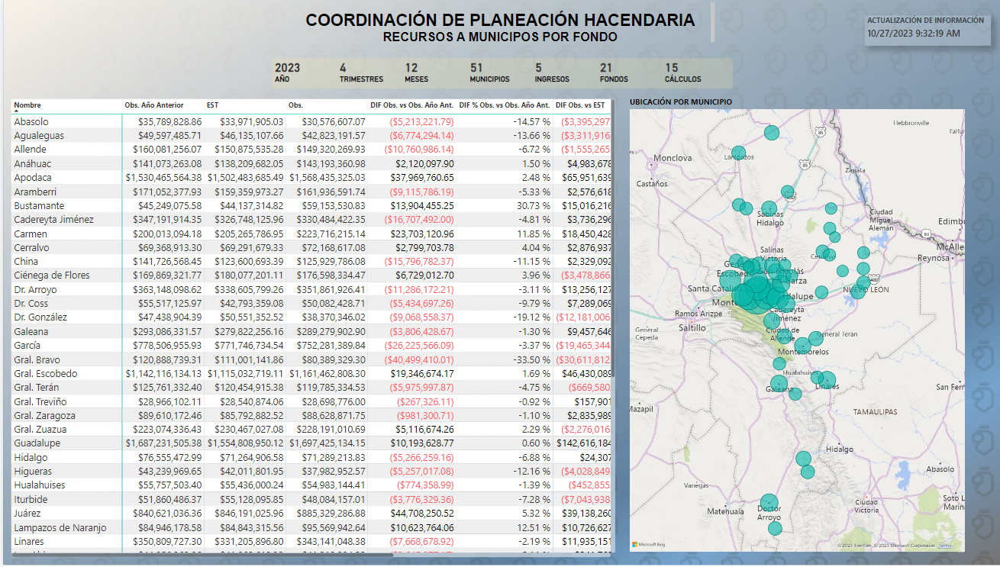 COORDINACIÓN DE PLANEACIÓN HACENDARIA
RECURSOS A MUNICIPOS POR FONDO
ACTUALIZACIÓN DE INFORMACIÓN
10/27/2023 9:32:19 AM
2023 4 12 51 5 21 15
AÑO TRIMESTRES MESES MUNICIPIOS INGRESOS FONDOS CÁLCULOS
Nombre Obs. Año Anterior EST Obs. DIF Obs. vs Obs. Año Ant. DIF % Obs. vs Obs. Año Ant. DIF Obs. vs EST
Abasolo $35,789,828.86 $33,971,905.03 $30,576,607.07 ($5,213,221.79) -14.57 % ($3,395,297
Agualeguas $49,597,485.71 $46,135,107.66 $42,823,191.57 ($6,774,294.14) -13.66 % ($3,311,916
Allende $160,081,256.07 $150,875,535.28 $149,320,269.93 ($10,760,986.14) -6.72 % ($1,555,265
Anáhuac $141,073,263.08 $138,209,682.05 $143,193,360.98 $2,120,097.90 1.50 % $4,983,678
Apodaca $1,530,465,564.38 $1,502,483,685.49 $1,568,435,325.03 $37,969,760.65 2.48 % $65,951,639
Aramberri $171,052,377.93 $159,359,973.27 $161,936,591.74 ($9,115,786.19) -5.33 % $2,576,618
Bustamante $45,249,075.58 $44,137,314.82 $59,153,530.83 $13,904,455.25 30.73 % $15,016,216
Cadereyta Jiménez $347,191,914.35 $326,748,125.96 $330,484,422.35 ($16,707,492.00) -4.81 % $3,736,296
Carmen $200,013,094.18 $205,265,786.95 $223,716,215.14 $23,703,120.96 11.85 % $18,450,428
Cerralvo $69,368,913.30 $69,291,679.33 $72,168,617.08 $2,799,703.78 4.04 % $2,876,937
China $141,726,568.45 $123,600,693.39 $125,929,786.08 ($15,796,782.37) -11.15 % $2,329,092
Ciénega de Flores $169,869,321.77 $180,077,201.11 $176,598,334.47 $6,729,012.70 3.96 % ($3,478,866
Dr. Arroyo $363,148,098.62 $338,605,799.26 $351,861,926.41 ($11,286,172.21) -3.11 % $13,256,127
Dr. Coss $55,517,125.97 $42,793,359.08 $50,082,428.71 ($5,434,697.26) -9.79 % $7,289,069
Dr. González $47,438,904.39 $50,551,352.52 $38,370,346.02 ($9,068,558.37) -19.12 % ($12,181,006
Galeana $293,086,331.57 $279,822,256.16 $289,279,902.90 ($3,806,428.67) -1.30 % $9,457,646
García $778,506,955.93 $771,746,734.54 $752,281,389.84 ($26,225,566.09) -3.37 % ($19,465,344
Gral. Bravo $120,888,739.31 $111,001,141.86 $80,389,329.30 ($40,499,410.01) -33.50 % ($30,611,812
Gral. Escobedo $1,142,116,134.13 $1,115,032,719.11 $1,161,462,808.30 $19,346,674.17 1.69 % $46,430,089
Gral. Terán $125,761,332.40 $120,454,915.38 $119,785,334.53 ($5,975,997.87) -4.75 % ($669,580
Gral. Treviño $28,966,102.11 $28,540,874.06 $28,698,776.00 ($267,326.11) -0.92 % $157,901
Gral. Zaragoza $89,610,172.46 $85,792,882.52 $88,628,871.75 ($981,300.71) -1.10 % $2,835,989
Gral. Zuazua $223,074,336.43 $230,467,027.08 $228,191,010.69 $5,116,674.26 2.29 % ($2,276,016
Guadalupe $1,687,231,505.38 $1,554,808,950.12 $1,697,425,134.15 $10,193,628.77 0.60 % $142,616,184
Hidalgo $76,555,472.99 $71,264,906.58 $71,289,213.83 ($5,266,259.16) -6.88 % $24,307
Higueras $43,239,969.65 $42,011,801.95 $37,982,952.57 ($5,257,017.08) -12.16 % ($4,028,849
Hualahuises $55,757,503.40 $55,436,000.24 $54,983,144.41 ($774,358.99) -1.39 % ($452,855
Iturbide $51,860,486.37 $55,128,095.85 $48,084,157.01 ($3,776,329.36) -7.28 % ($7,043,938
Juárez $840,621,036.36 $846,191,025.96 $885,329,286.88 $44,708,250.52 5.32 % $39,138,260
Lampazos de Naranjo $84,946,178.58 $84,843,315.56 $95,569,942.64 $10,623,764.06 12.51 % $10,726,627
Linares $350,809,727.30 $331,205,896.80 $343,141,048.38 ($7,668,678.92) -2.19 % $11,935,151
UBICACIÓN POR MUNICIPIO
Hebbronville
85
Falfur
Monclova
Lampazos
85
Zapata
Castaños
Sabinas
Hidalgo
Ciudad
Miguel
Alemán
Edimbu
83
McAlle
Reynosa
Salinas
Victoria
Escobedo
San Nicolás
Garza
Santa Catalina
NUEVO LEÓN
40D
Ramos Arizpe
Saltillo
Cadereyta
Jiménez
General
Cepeda
Ciudad de
Allende
General Teran
Montemorelos
Hualahuises
Linares
Galeana
San Fern
Mazapil
TAMAULIPAS
Hidalgo
Abasolo
Vanegas
Matehuala
Doctor
Arroyo
Ciudad
Victoria
Soto L
Marin
Microsoft Bing
© 2023 TomTom, © 2023 Microsoft Corporation Terms